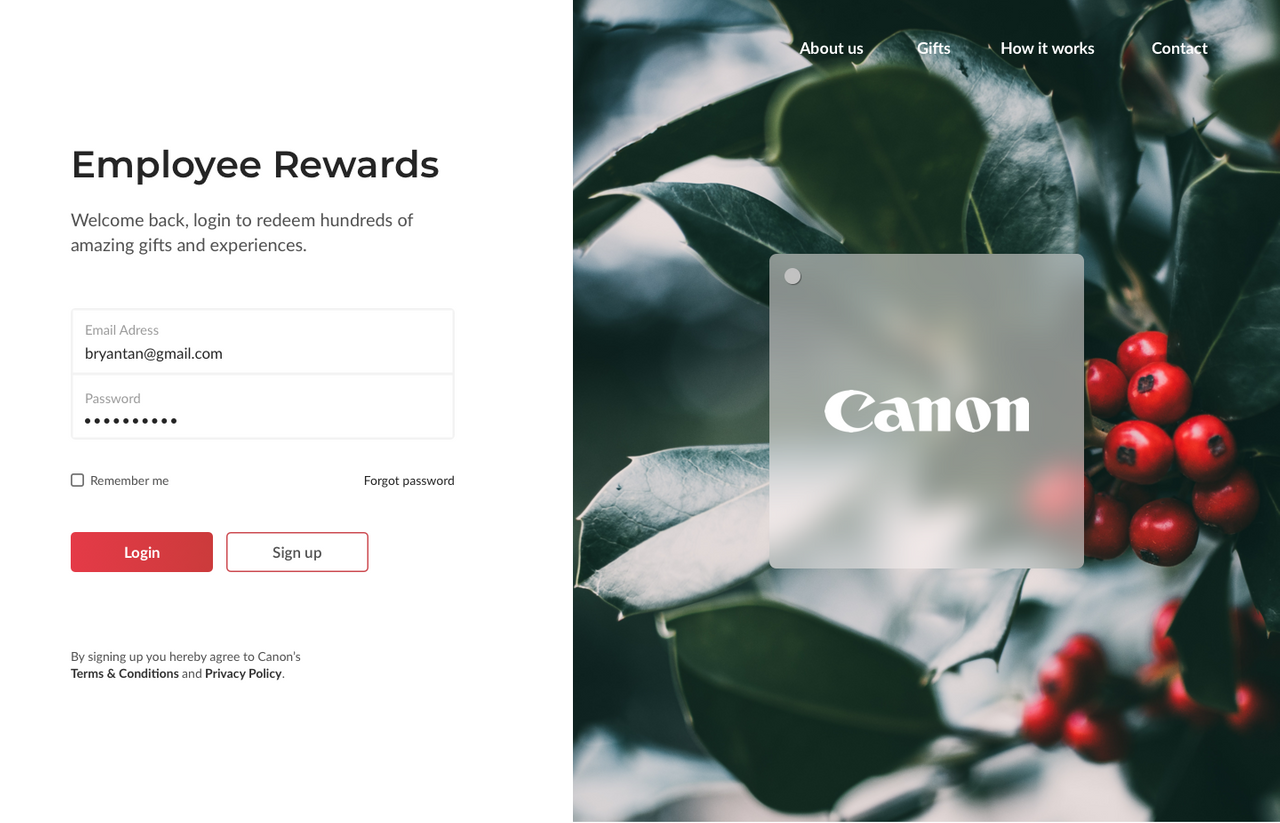 About us Gifts How it works Contact
Employee Rewards
Welcome back, login to redeem hundreds of
amazing gifts and experiences.
Email Adress
bryantan@gmail.com
Password
••••••••••
Remember me Forgot password
Login Sign up
By signing up you hereby agree to Canon's
Terms & Conditions and Privacy Policy.
Canon